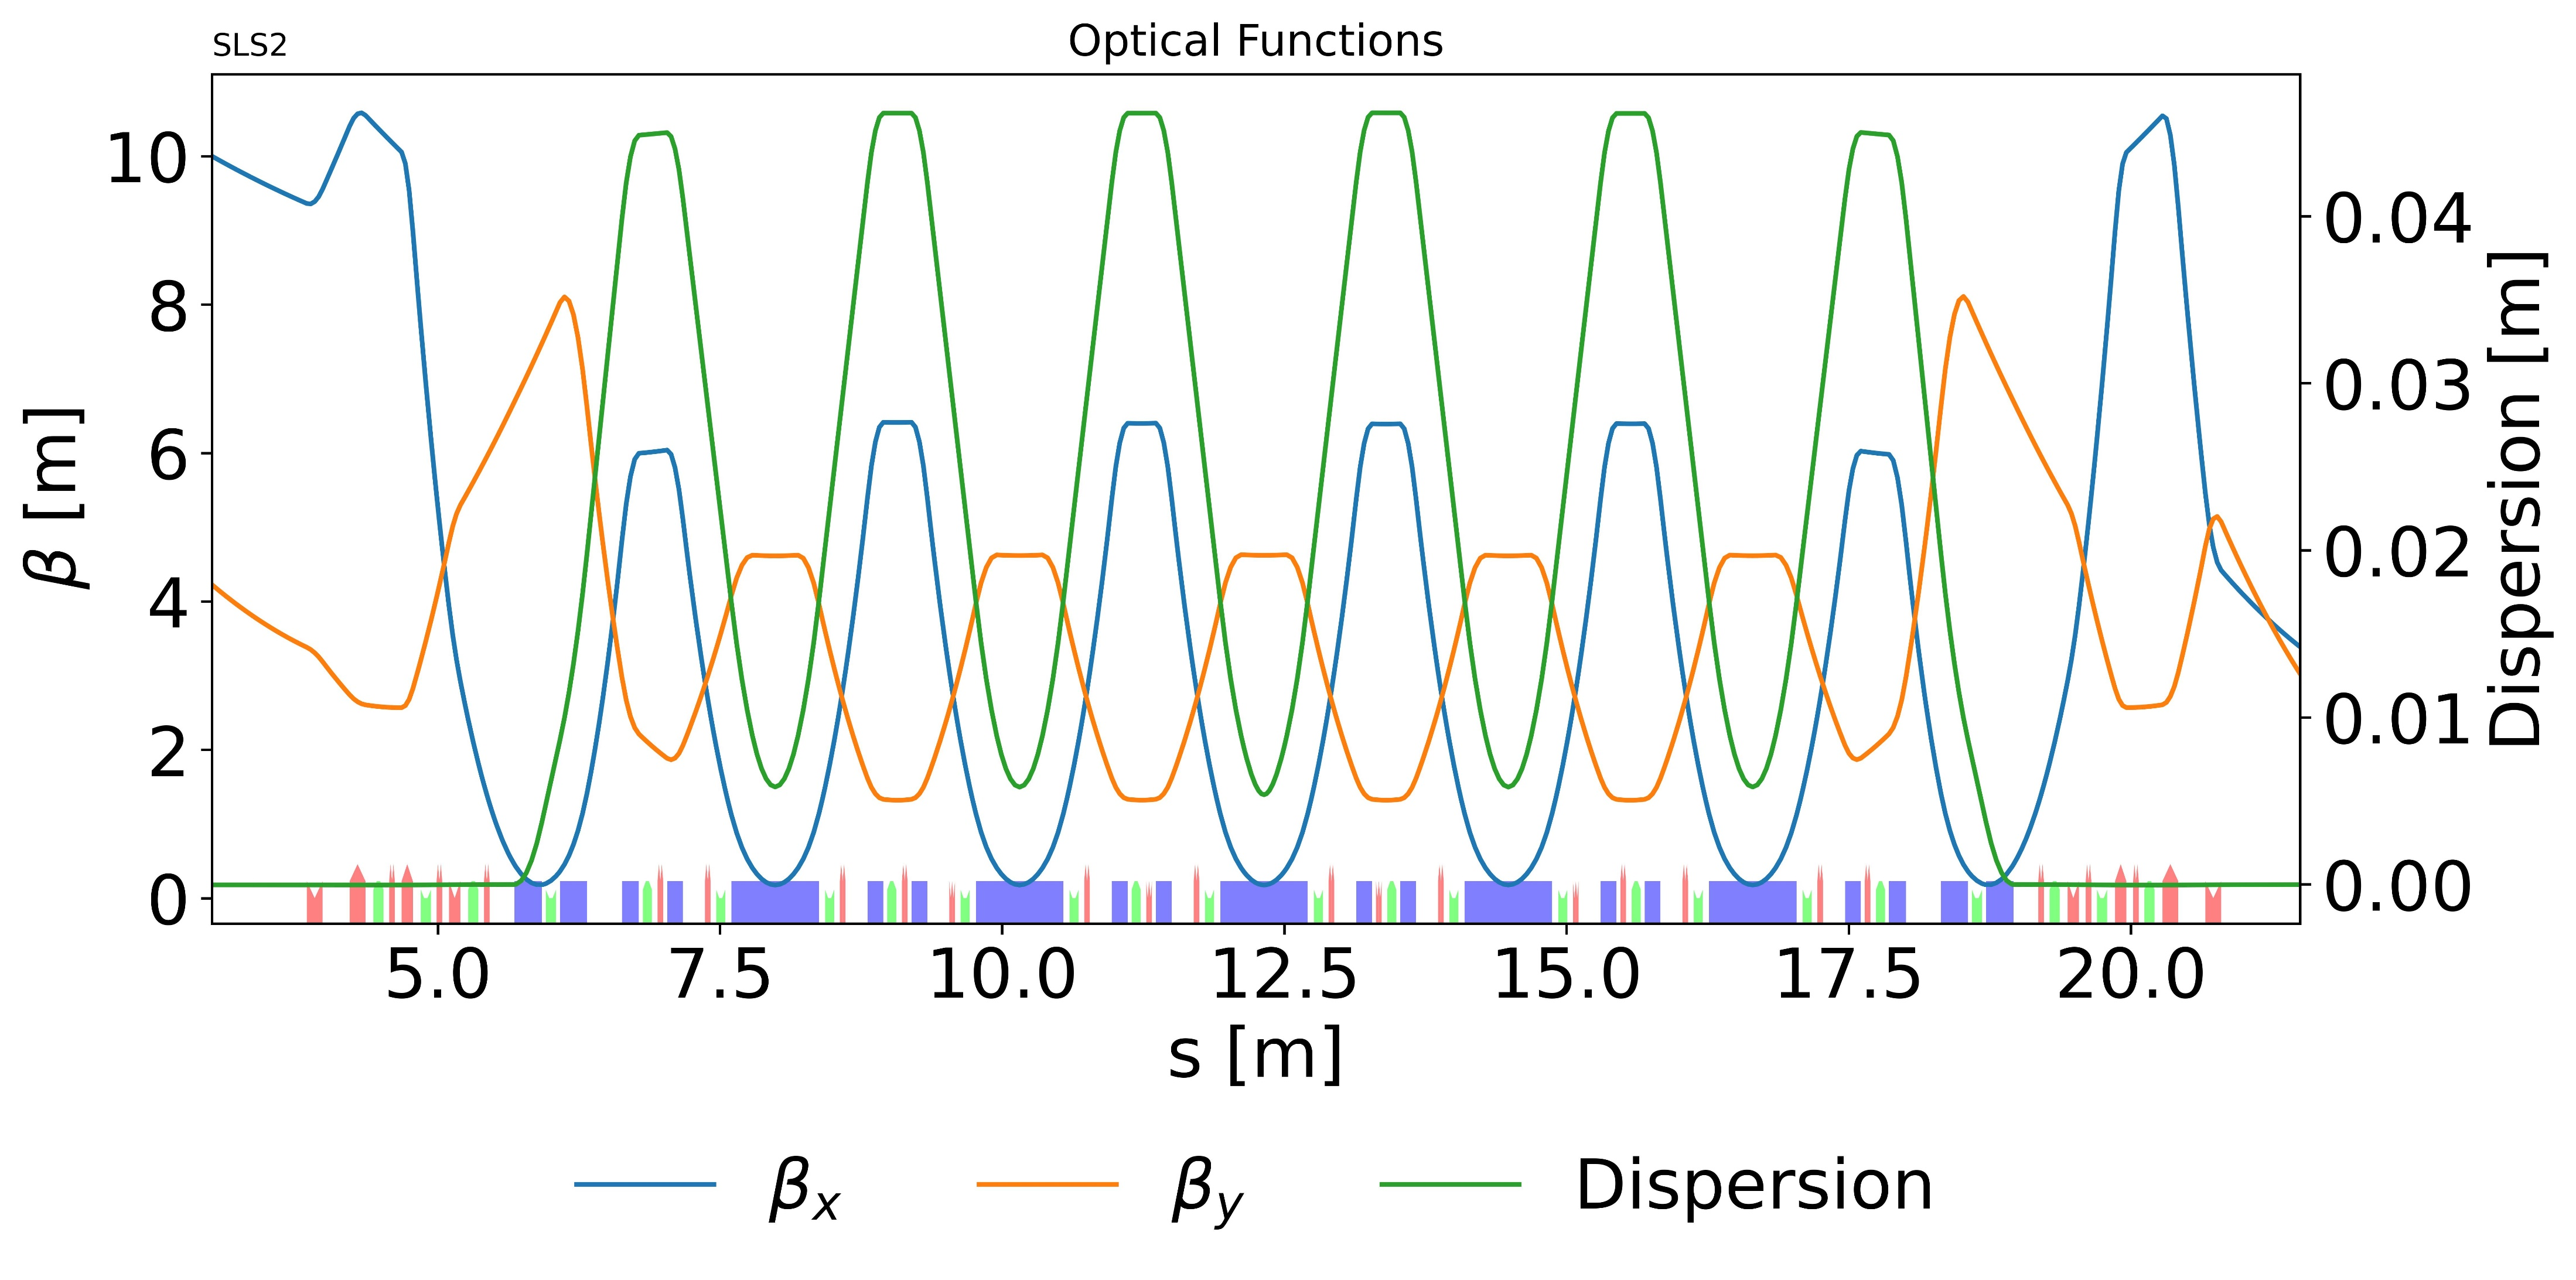 SLS2
Optical Functions
10
8
6
4
2
0
β [m]
0.04
0.03
0.02
0.01
0.00
Dispersion [m]
5.0 7.5 10.0 12.5 15.0 17.5 20.0
s [m]
βx βy Dispersion